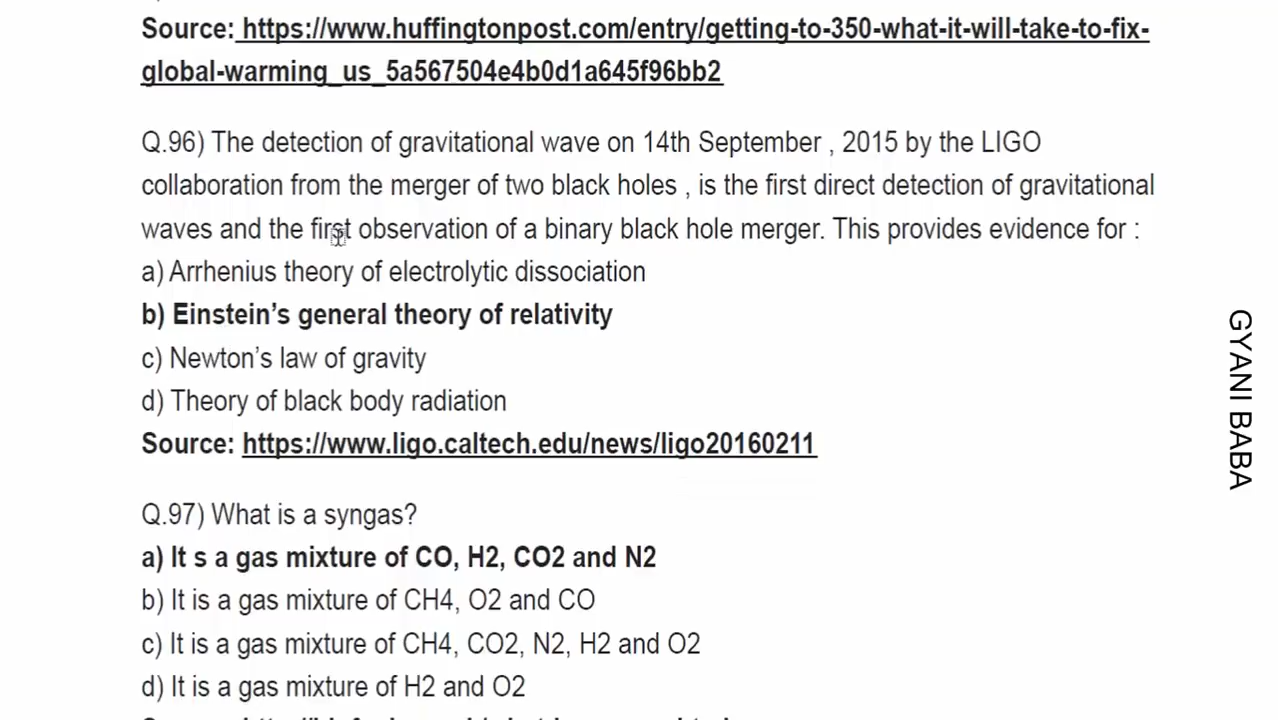 Source: https://www.huffingtonpost.com/entry/getting-to-350-what-it-will-take-to-fix-
global-warming_us_5a567504e4b0d1a645f96bb2
Q.96) The detection of gravitational wave on 14th September , 2015 by the LIGO
collaboration from the merger of two black holes , is the first direct detection of gravitational
waves and the first observation of a binary black hole merger. This provides evidence for :
a) Arrhenius theory of electrolytic dissociation
b) Einstein’s general theory of relativity
c) Newton’s law of gravity
d) Theory of black body radiation
Source: https://www.ligo.caltech.edu/news/ligo20160211
Q.97) What is a syngas?
a) It s a gas mixture of CO, H2, CO2 and N2
b) It is a gas mixture of CH4, O2 and CO
c) It is a gas mixture of CH4, CO2, N2, H2 and O2
d) It is a gas mixture of H2 and O2
GYANI BABA